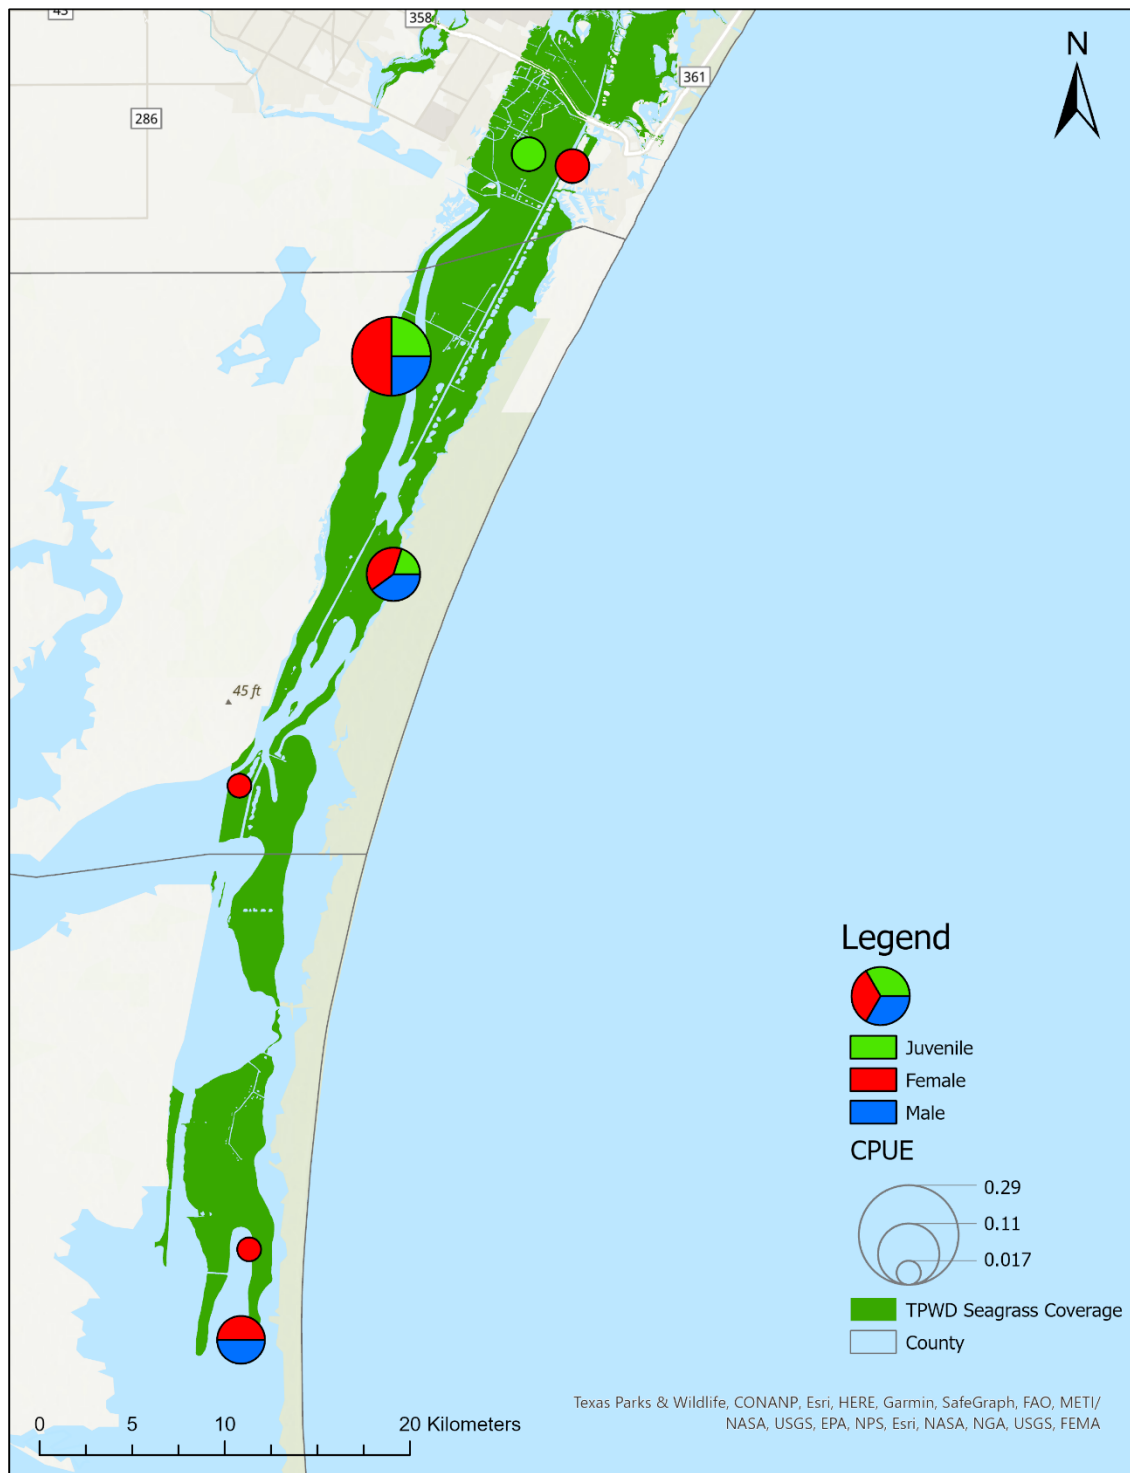 43
358
N
361
286
45 ft
Legend
Juvenile
Female
Male
CPUE
0.29
0.11
0.017
TPWD Seagrass Coverage
County
Texas Parks & Wildlife, CONANP, Esri, HERE, Garmin, SafeGraph, FAO, METI/
NASA, USGS, EPA, NPS, Esri, NASA, NGA, USGS, FEMA
0 5 10 20 Kilometers